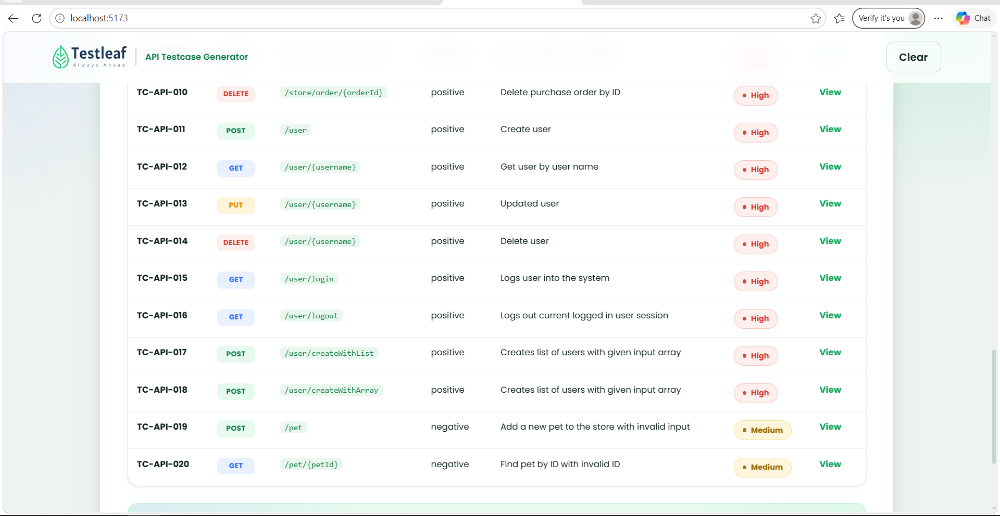 localhost:5173
Verify it's you
Chat
Testleaf
Always Ahead
API Testcase Generator
Clear
TC-API-010 DELETE /store/order/{orderId} positive Delete purchase order by ID High View
TC-API-011 POST /user positive Create user High View
TC-API-012 GET /user/{username} positive Get user by user name High View
TC-API-013 PUT /user/{username} positive Updated user High View
TC-API-014 DELETE /user/{username} positive Delete user High View
TC-API-015 GET /user/login positive Logs user into the system High View
TC-API-016 GET /user/logout positive Logs out current logged in user session High View
TC-API-017 POST /user/createWithList positive Creates list of users with given input array High View
TC-API-018 POST /user/createWithArray positive Creates list of users with given input array High View
TC-API-019 POST /pet negative Add a new pet to the store with invalid input Medium View
TC-API-020 GET /pet/{petId} negative Find pet by ID with invalid ID Medium View